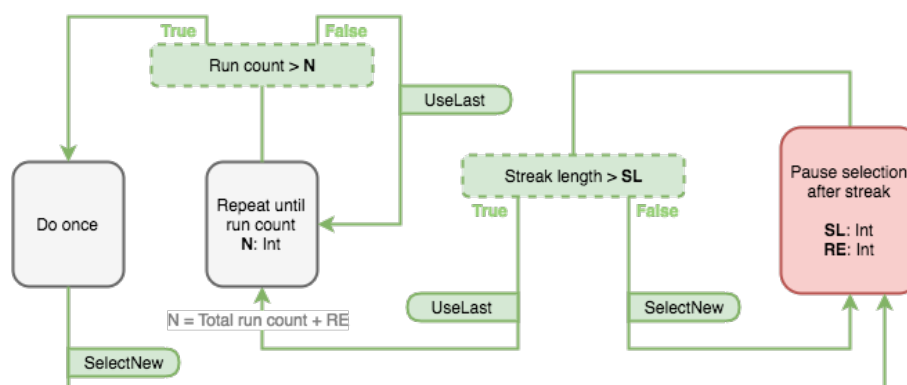 True
False
Run count > N
UseLast
Do once
Repeat until
run count
N: Int
Streak length > SL
True
False
Pause selection
after streak
SL: Int
RE: Int
UseLast
SelectNew
N = Total run count + RE
SelectNew